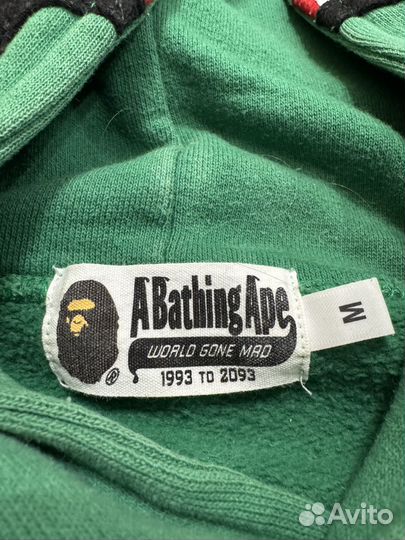 A Bathing Ape
WORLD GONE MAD
1993 TO 2093
®
M
Avito